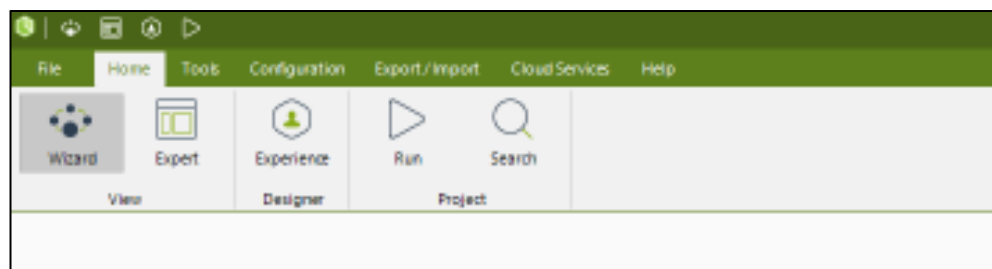 File Home Tools Configuration Export/Import Cloud Services Help
Wizard Expert Experience Run Search
View Designer Project